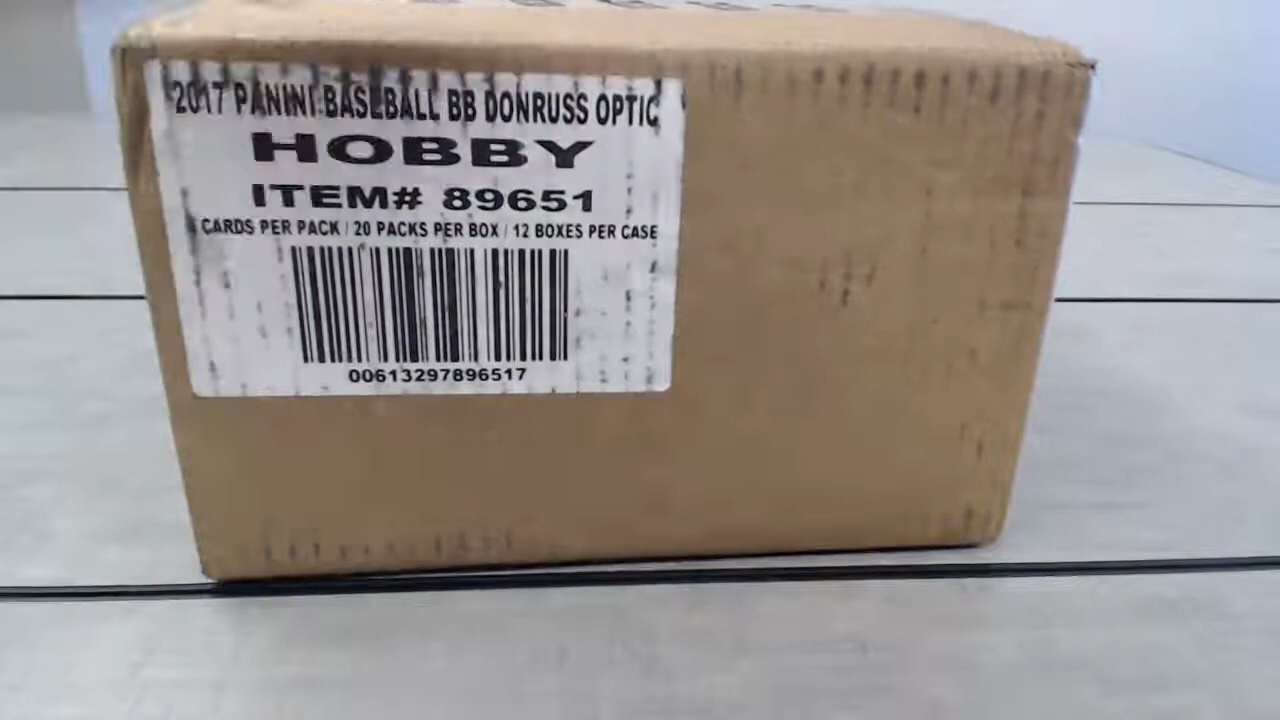 2017 PANINI BASEBALL BB DONRUSS OPTIC
HOBBY
ITEM# 89651
CARDS PER PACK / 20 PACKS PER BOX / 12 BOXES PER CASE
00613297896517